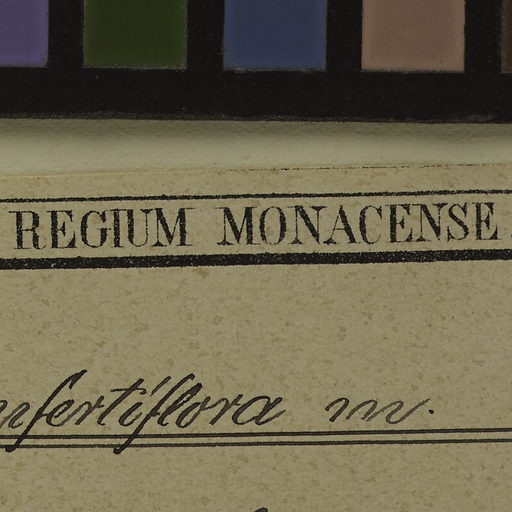 REGIUM MONACENSE.
nfertiflora m.